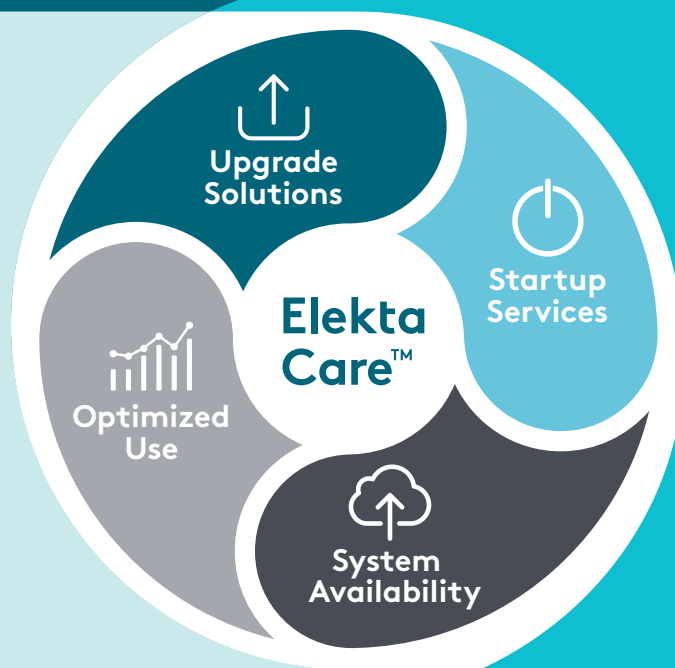 Upgrade
Solutions
Startup
Services
Elekta
Care™
Optimized
Use
System
Availability